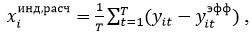 x_i^{инд,расч} = \frac{1}{T} \sum_{t=1}^{T} (y_{it} - y_{it}^{эфф}) ,